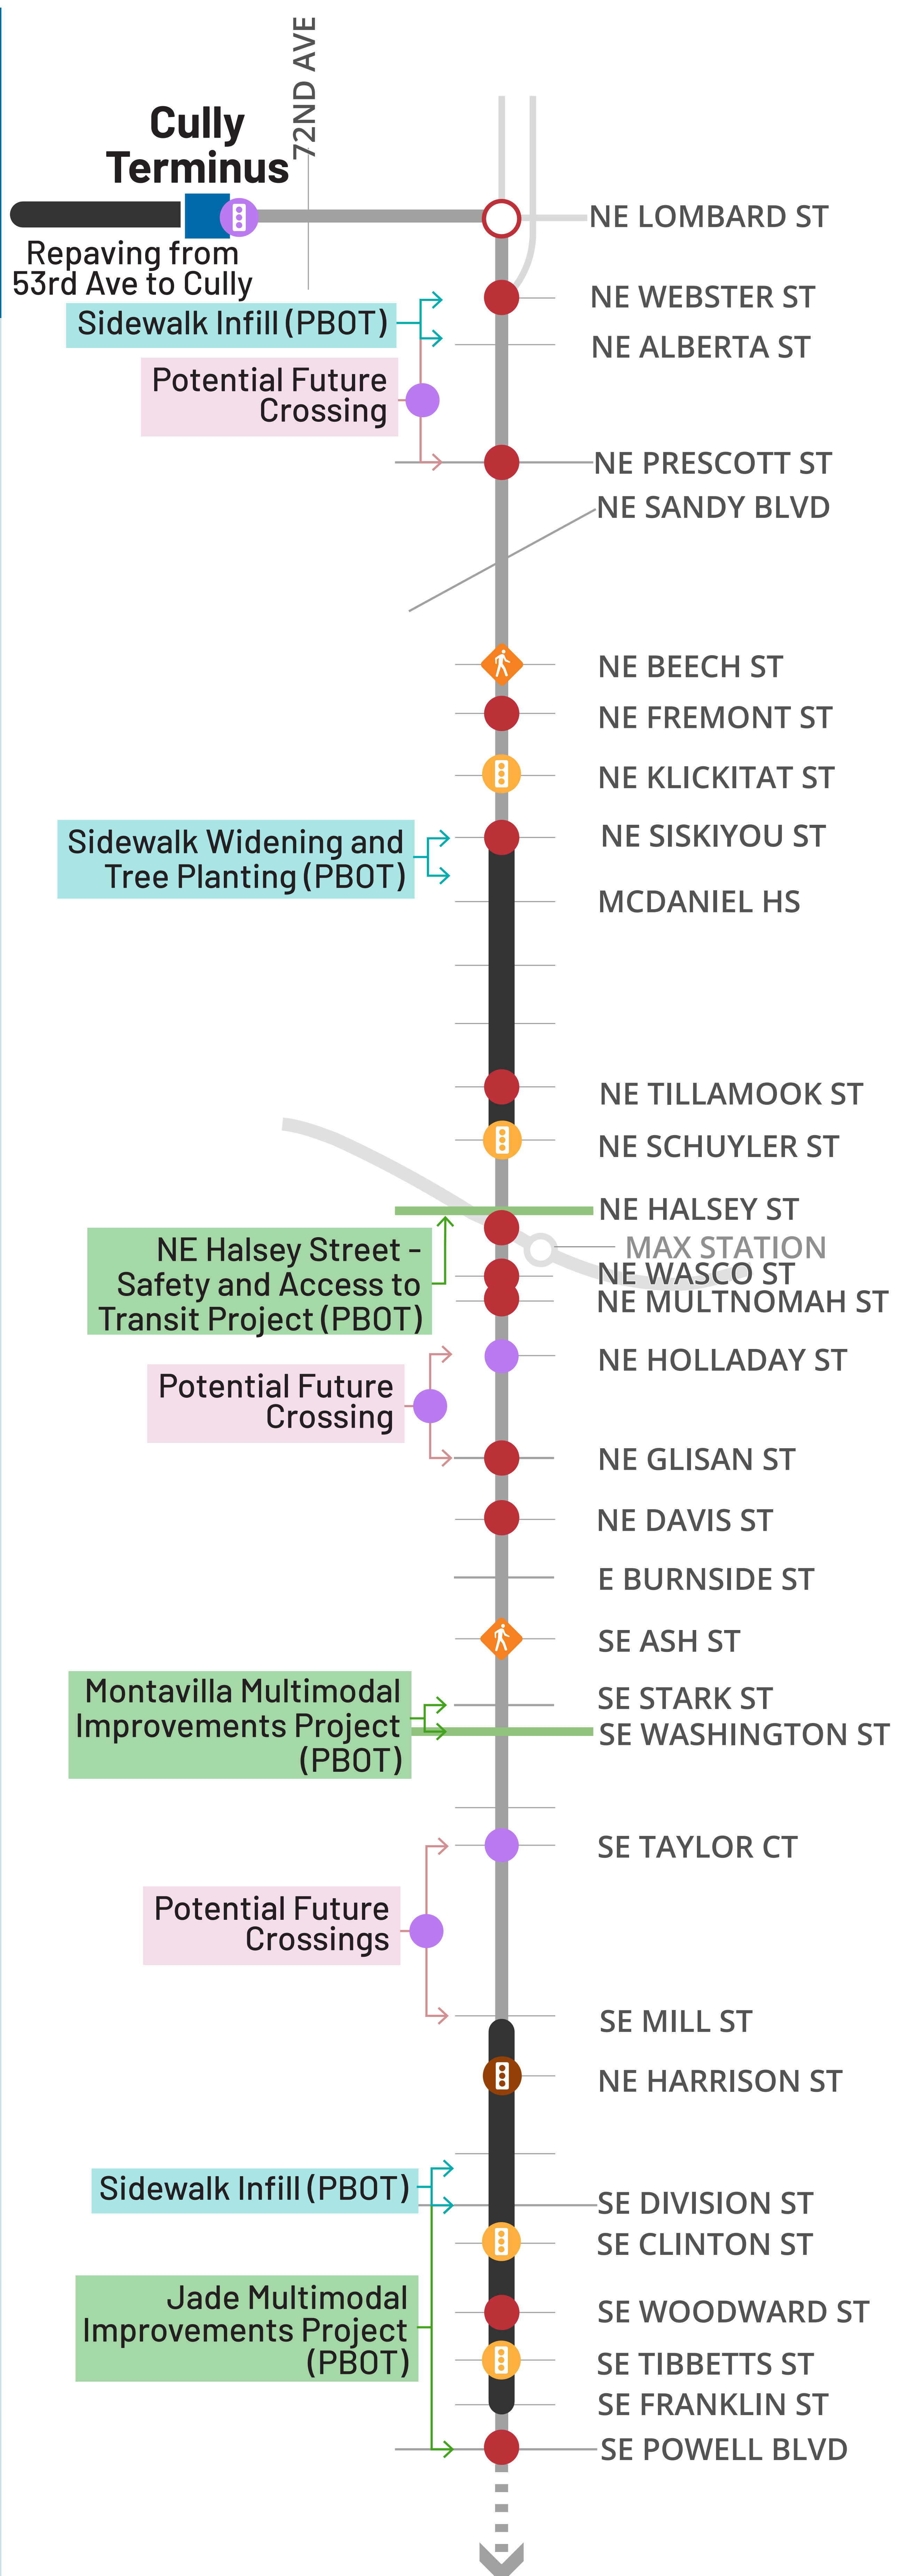 72ND AVE
Cully
Terminus
NE LOMBARD ST
Repaving from
53rd Ave to Cully
NE WEBSTER ST
Sidewalk Infill (PBOT)
NE ALBERTA ST
Potential Future
Crossing
NE PRESCOTT ST
NE SANDY BLVD
NE BEECH ST
NE FREMONT ST
NE KLICKITAT ST
NE SISKIYOU ST
Sidewalk Widening and
Tree Planting (PBOT)
MCDANIEL HS
NE TILLAMOOK ST
NE SCHUYLER ST
NE HALSEY ST
NE Halsey Street -
Safety and Access to
Transit Project (PBOT)
MAX STATION
NE WASCO ST
NE MULTNOMAH ST
NE HOLLADAY ST
Potential Future
Crossing
NE GLISAN ST
NE DAVIS ST
E BURNSIDE ST
SE ASH ST
Montavilla Multimodal
Improvements Project
(PBOT)
SE STARK ST
SE WASHINGTON ST
SE TAYLOR CT
Potential Future
Crossings
SE MILL ST
NE HARRISON ST
Sidewalk Infill (PBOT)
SE DIVISION ST
SE CLINTON ST
Jade Multimodal
Improvements Project
(PBOT)
SE WOODWARD ST
SE TIBBETTS ST
SE FRANKLIN ST
SE POWELL BLVD